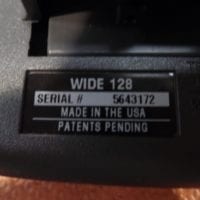 WIDE 128
SERIAL # 5643172
MADE IN THE USA
PATENTS PENDING